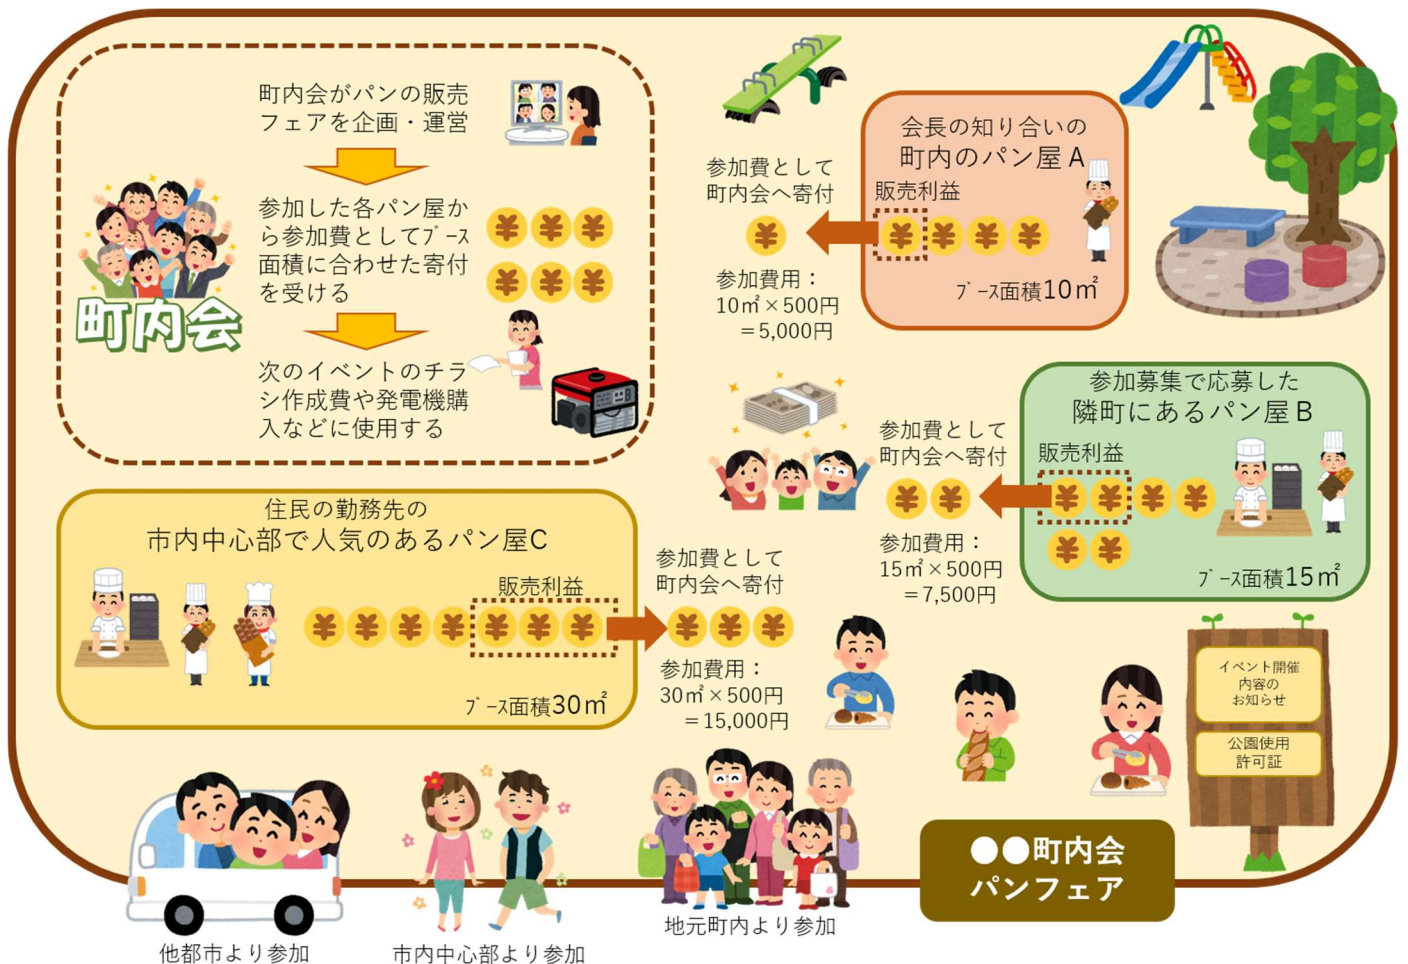 町内会がパンの販売
フェアを企画・運営
参加した各パン屋か
ら参加費としてﾌﾞｰｽ
面積に合わせた寄付
を受ける
次のイベントのチラ
シ作成費や発電機購
入などに使用する
町内会
会長の知り合いの
町内のパン屋A
販売利益
ﾌﾞｰｽ面積10㎡
参加費として
町内会へ寄付
参加費用：
10㎡×500円
＝5,000円
参加募集で応募した
隣町にあるパン屋B
販売利益
ﾌﾞｰｽ面積15㎡
参加費として
町内会へ寄付
参加費用：
15㎡×500円
＝7,500円
住民の勤務先の
市内中心部で人気のあるパン屋C
販売利益
ﾌﾞｰｽ面積30㎡
参加費として
町内会へ寄付
参加費用：
30㎡×500円
＝15,000円
イベント開催
内容の
お知らせ
公園使用
許可証
●●町内会
パンフェア
他都市より参加
市内中心部より参加
地元町内より参加